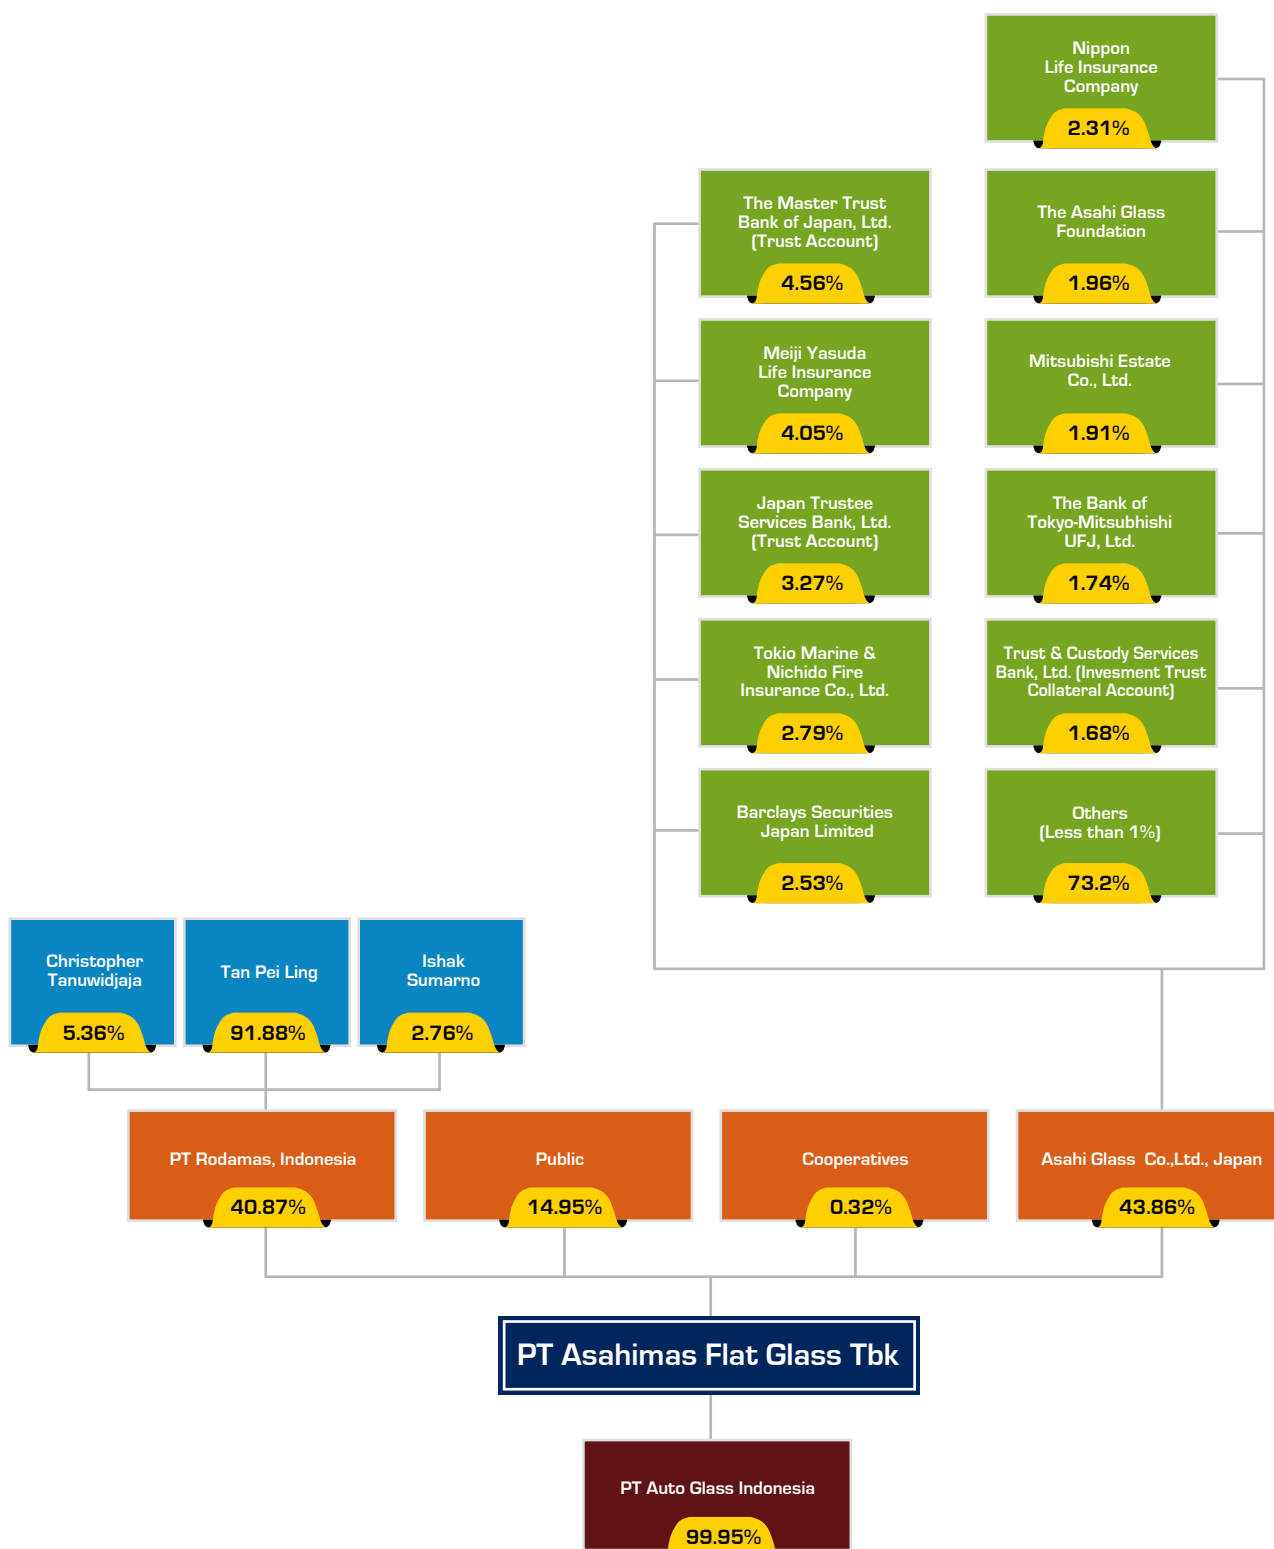 Nippon
Life Insurance
Company
2.31%
The Master Trust
Bank of Japan, Ltd.
(Trust Account)
4.56%
The Asahi Glass
Foundation
1.96%
Meiji Yasuda
Life Insurance
Company
4.05%
Mitsubishi Estate
Co., Ltd.
1.91%
Japan Trustee
Services Bank, Ltd.
(Trust Account)
3.27%
The Bank of
Tokyo-Mitsubhishi
UFJ, Ltd.
1.74%
Tokio Marine &
Nichido Fire
Insurance Co., Ltd.
2.79%
Trust & Custody Services
Bank, Ltd. (Invesment Trust
Collateral Account)
1.68%
Barclays Securities
Japan Limited
2.53%
Others
(Less than 1%)
73.2%
Christopher
Tanuwidjaja
5.36%
Tan Pei Ling
91.88%
Ishak
Sumarno
2.76%
PT Rodamas, Indonesia
40.87%
Public
14.95%
Cooperatives
0.32%
Asahi Glass Co.,Ltd., Japan
43.86%
PT Asahimas Flat Glass Tbk
PT Auto Glass Indonesia
99.95%